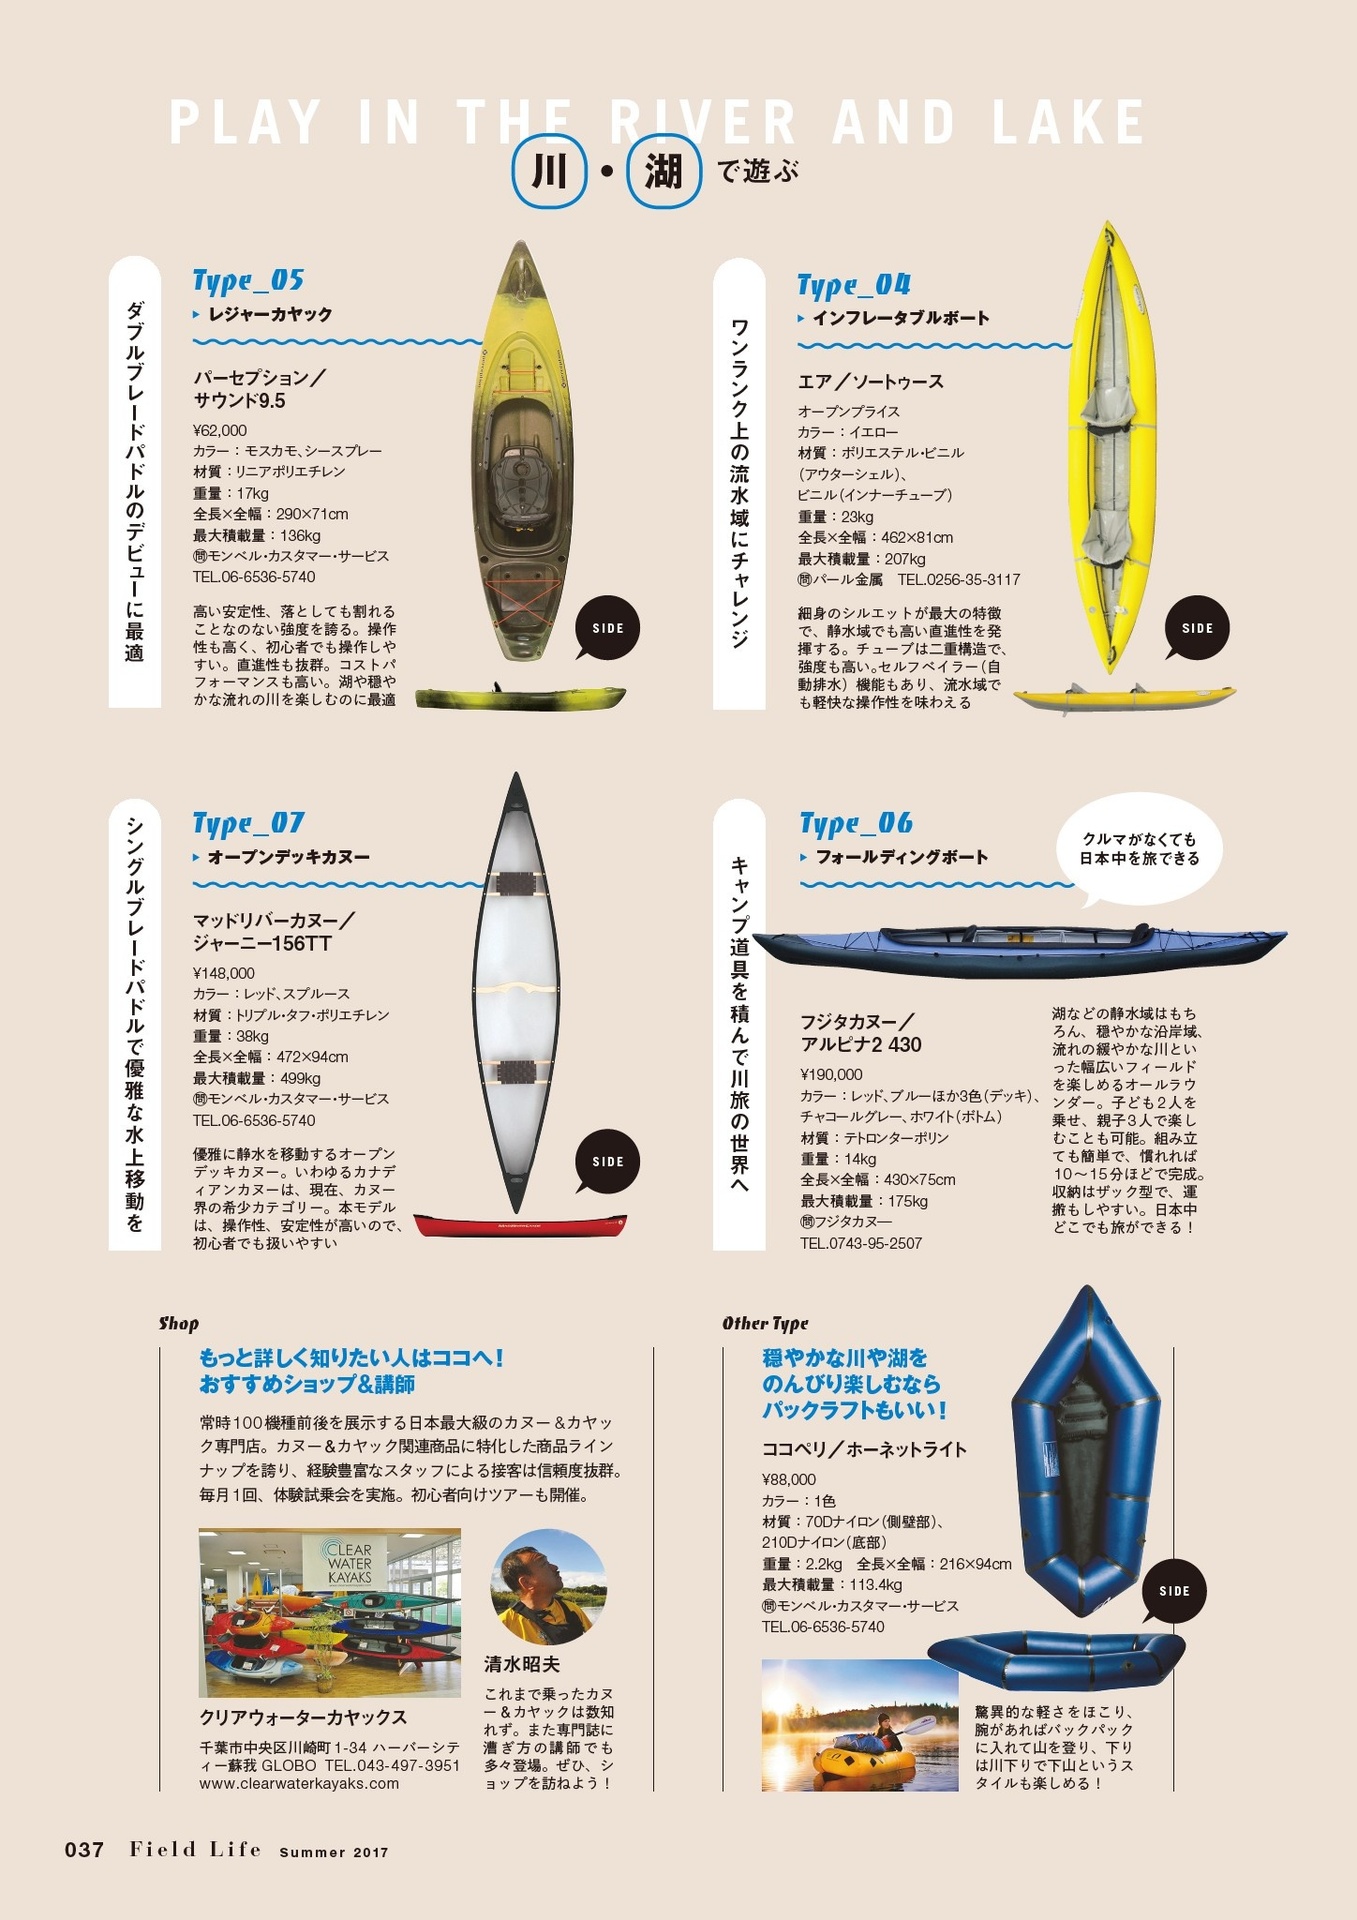 PLAY IN THE RIVER AND LAKE
川・湖で遊ぶ
ワンランク上の流水域にチャレンジ
Type_04
インフレータブルボート
エア／ソートゥース
オープンプライス
カラー：イエロー
材質：ポリエステル・ビニル
（アウターシェル）、
ビニル（インナーチューブ）
重量：23kg
全長×全幅：462×81cm
最大積載量：207kg
問パール金属　TEL.0256-35-3117
細身のシルエットが最大の特徴
で、静水域でも高い直進性を発
揮する。チューブは二重構造で、
強度も高い。セルフベイラー（自
動排水）機能もあり、流水域で
も軽快な操作性を味わえる
SIDE
ダブルブレードパドルのデビューに最適
Type_05
レジャーカヤック
パーセプション／
サウンド9.5
¥62,000
カラー：モスカモ、シースプレー
材質：リニアポリエチレン
重量：17kg
全長×全幅：290×71cm
最大積載量：136kg
問モンベル・カスタマー・サービス
TEL.06-6536-5740
高い安定性、落としても割れる
ことなのない強度を誇る。操作
性も高く、初心者でも操作しや
すい。直進性も抜群。コストパ
フォーマンスも高い。湖や穏や
かな流れの川を楽しむのに最適
SIDE
キャンプ道具を積んで川旅の世界へ
Type_06
フォールディングボート
クルマがなくても
日本中を旅できる
フジタカヌー／
アルピナ2 430
¥190,000
カラー：レッド、ブルーほか3色（デッキ）、
チャコールグレー、ホワイト（ボトム）
材質：テトロンターポリン
重量：14kg
全長×全幅：430×75cm
最大積載量：175kg
問フジタカヌー
TEL.0743-95-2507
湖などの静水域はもち
ろん、穏やかな沿岸域、
流れの緩やかな川とい
った幅広いフィールド
を楽しめるオールラウ
ンダー。子ども2人を
乗せ、親子3人で楽し
むことも可能。組み立
ても簡単で、慣れれば
10〜15分ほどで完成。
収納はザック型で、運
搬もしやすい。日本中
どこでも旅ができる！
シングルブレードパドルで優雅な水上移動を
Type_07
オープンデッキカヌー
マッドリバーカヌー／
ジャーニー156TT
¥148,000
カラー：レッド、スプルース
材質：トリプル・タフ・ポリエチレン
重量：38kg
全長×全幅：472×94cm
最大積載量：499kg
問モンベル・カスタマー・サービス
TEL.06-6536-5740
優雅に静水を移動するオープン
デッキカヌー。いわゆるカナデ
ィアンカヌーは、現在、カヌー
界の希少カテゴリー。本モデル
は、操作性、安定性が高いので、
初心者でも扱いやすい
SIDE
Other Type
穏やかな川や湖を
のんびり楽しむなら
パックラフトもいい！
ココペリ／ホーネットライト
¥88,000
カラー：1色
材質：70Dナイロン（側壁部）、
210Dナイロン（底部）
重量：2.2kg　全長×全幅：216×94cm
最大積載量：113.4kg
問モンベル・カスタマー・サービス
TEL.06-6536-5740
SIDE
驚異的な軽さをほこり、
腕があればバックパック
に入れて山を登り、下り
は川下りで下山というス
タイルも楽しめる！
Shop
もっと詳しく知りたい人はココへ！
おすすめショップ&講師
常時100機種前後を展示する日本最大級のカヌー＆カヤッ
ク専門店。カヌー＆カヤック関連商品に特化した商品ライン
ナップを誇り、経験豊富なスタッフによる接客は信頼度抜群。
毎月1回、体験試乗会を実施。初心者向けツアーも開催。
CLEAR
WATER
KAYAKS
クリアウォーターカヤックス
千葉市中央区川崎町1-34 ハーバーシテ
ィー蘇我 GLOBO TEL.043-497-3951
www.clearwaterkayaks.com
清水昭夫
これまで乗ったカヌ
ー＆カヤックは数知
れず。また専門誌に
漕ぎ方の講師でも
多々登場。ぜひ、シ
ョップを訪ねよう！
037 Field Life Summer 2017